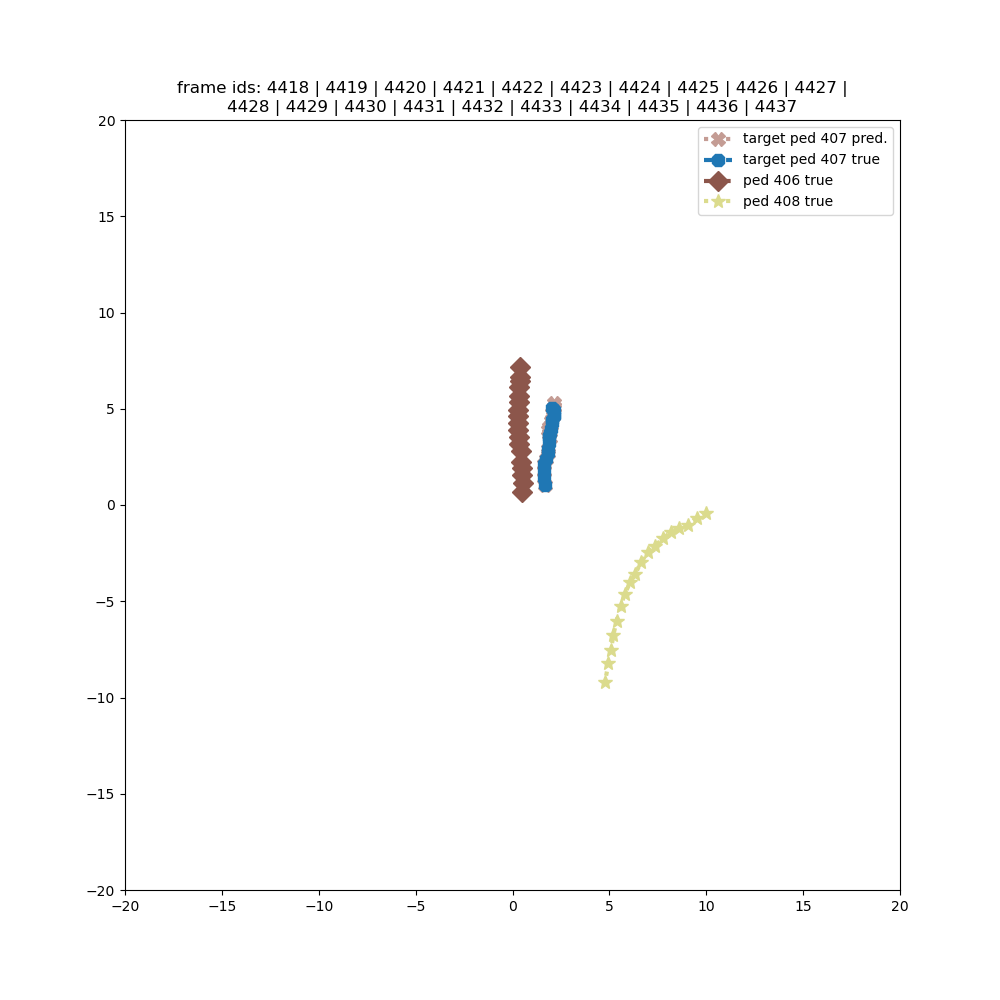 frame ids: 4418 | 4419 | 4420 | 4421 | 4422 | 4423 | 4424 | 4425 | 4426 | 4427 |
4428 | 4429 | 4430 | 4431 | 4432 | 4433 | 4434 | 4435 | 4436 | 4437
target ped 407 pred.
target ped 407 true
ped 406 true
ped 408 true
20
15
10
5
0
−5
−10
−15
−20
−20 −15 −10 −5 0 5 10 15 20